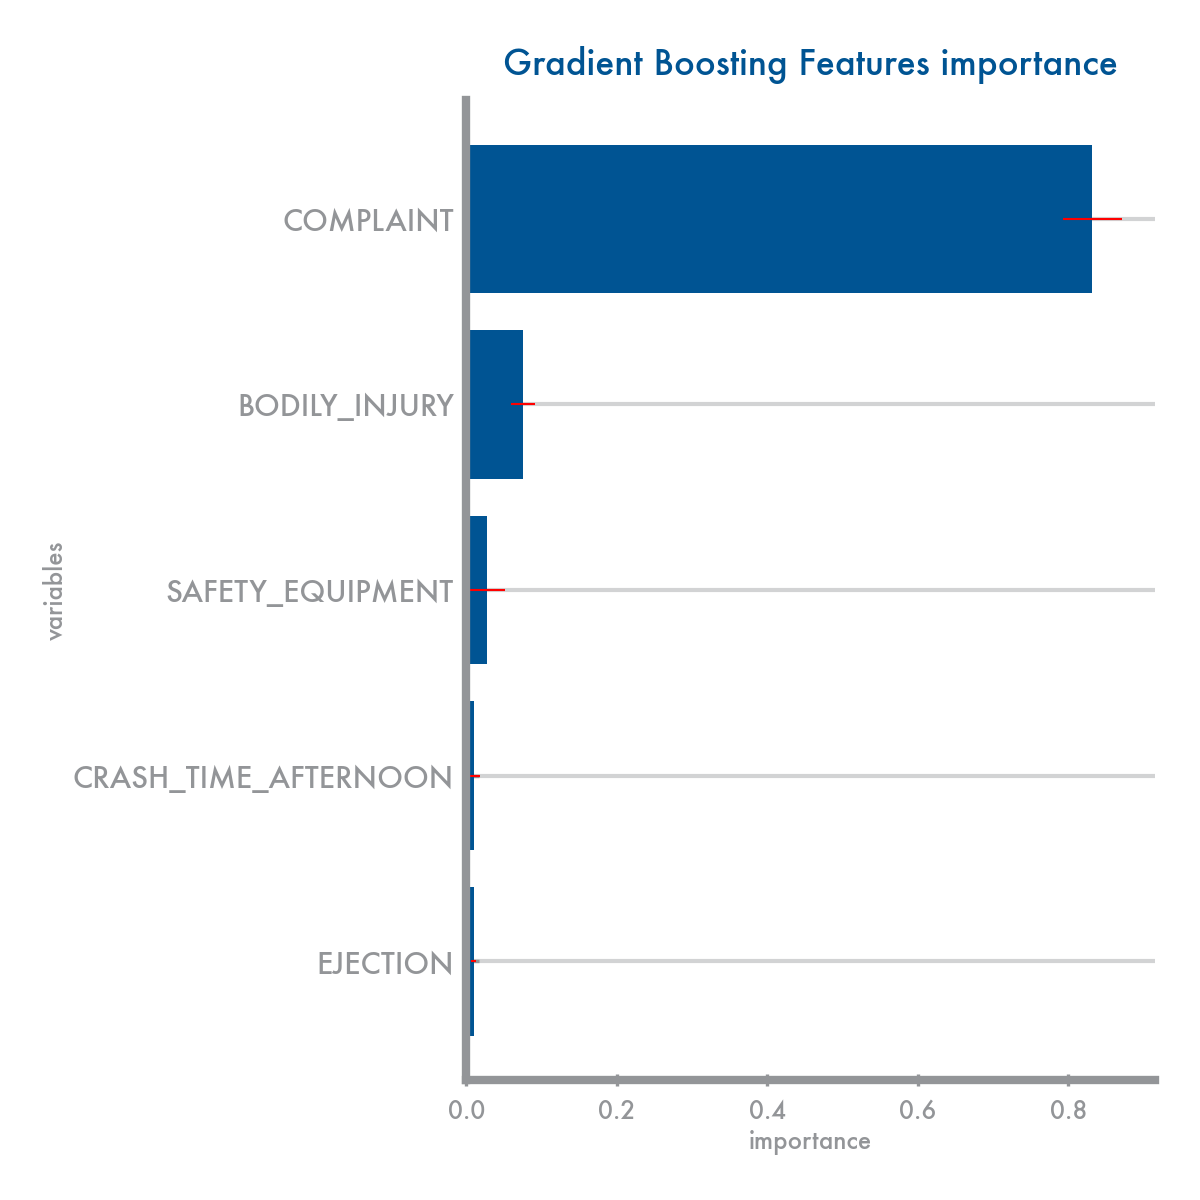 Gradient Boosting Features importance
COMPLAINT
BODILY_INJURY
SAFETY_EQUIPMENT
CRASH_TIME_AFTERNOON
EJECTION
variables
0.0 0.2 0.4 0.6 0.8
importance